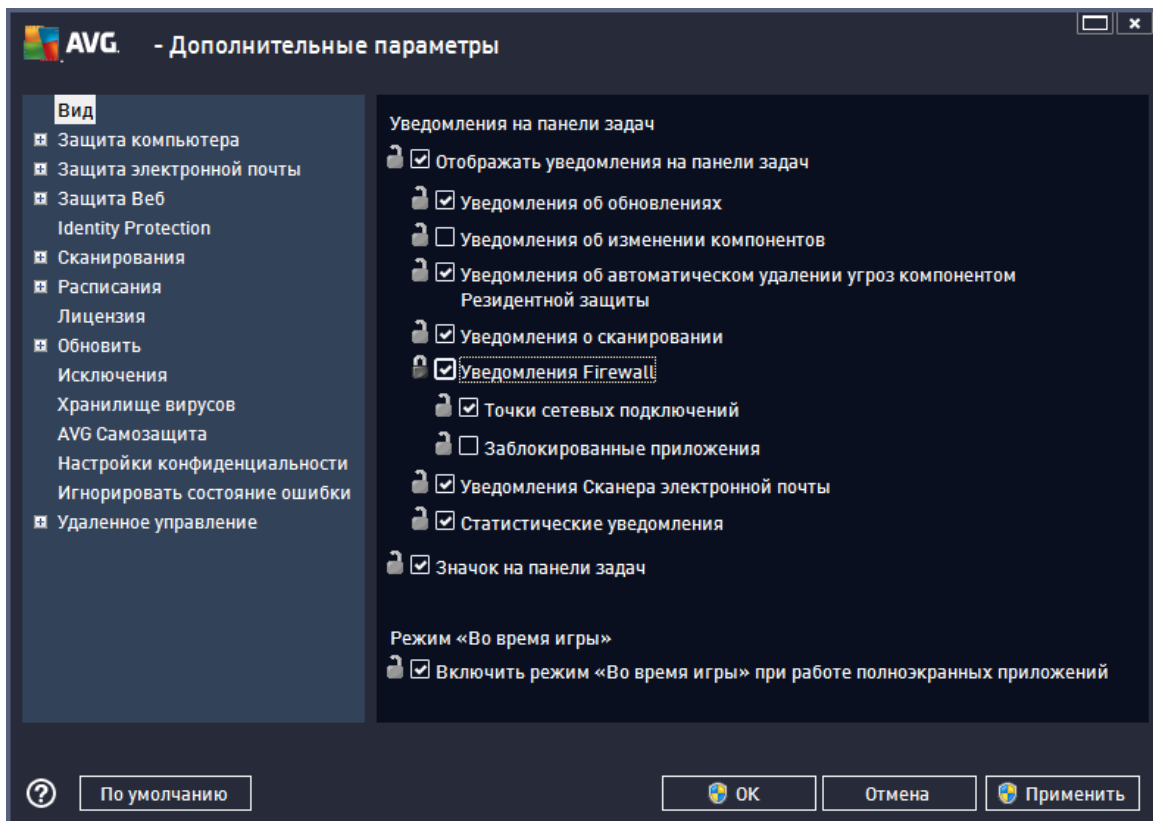 AVG. - Дополнительные параметры
Вид
Защита компьютера
Защита электронной почты
Защита Веб
Identity Protection
Сканирования
Расписания
Лицензия
Обновить
Исключения
Хранилище вирусов
AVG Самозащита
Настройки конфиденциальности
Игнорировать состояние ошибки
Удаленное управление
Уведомления на панели задач
Отображать уведомления на панели задач
Уведомления об обновлениях
Уведомления об изменении компонентов
Уведомления об автоматическом удалении угроз компонентом
Резидентной защиты
Уведомления о сканировании
Уведомления Firewall
Точки сетевых подключений
Заблокированные приложения
Уведомления Сканера электронной почты
Статистические уведомления
Значок на панели задач
Режим «Во время игры»
Включить режим «Во время игры» при работе полноэкранных приложений
? По умолчанию OK Отмена Применить